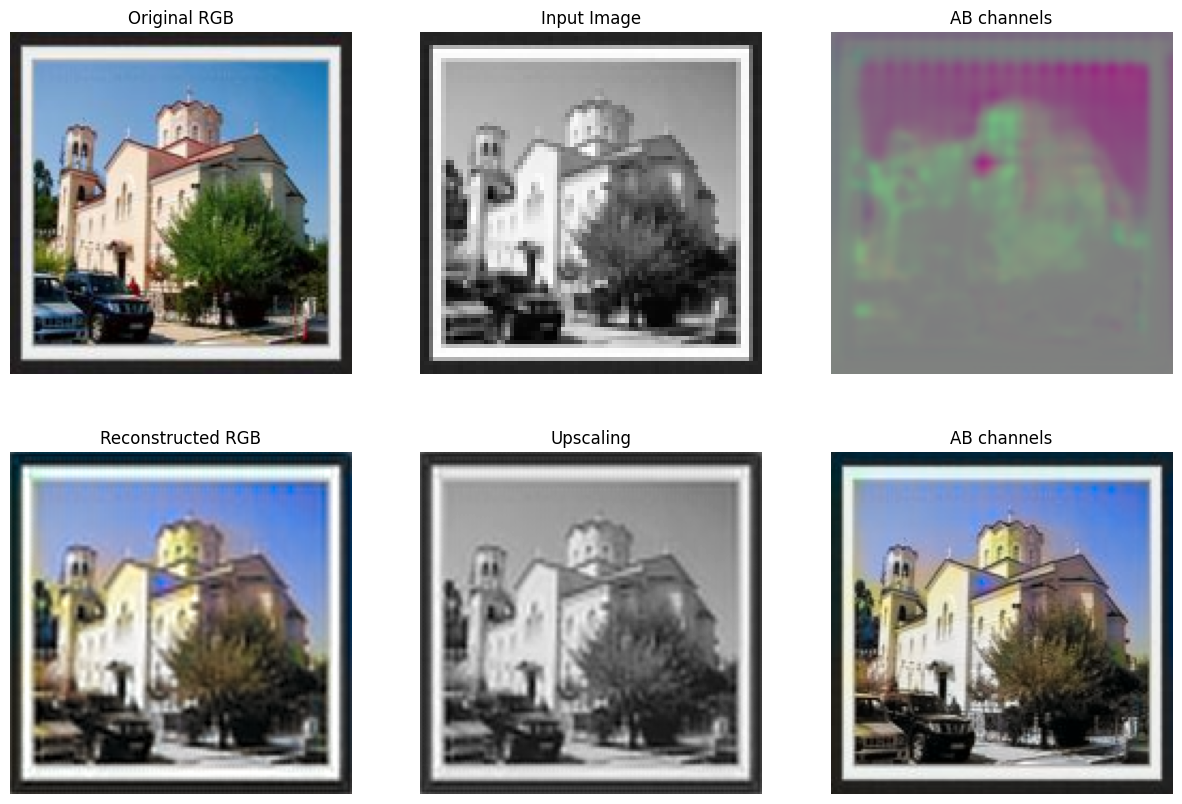 Original RGB
Input Image
AB channels
Reconstructed RGB
Upscaling
AB channels